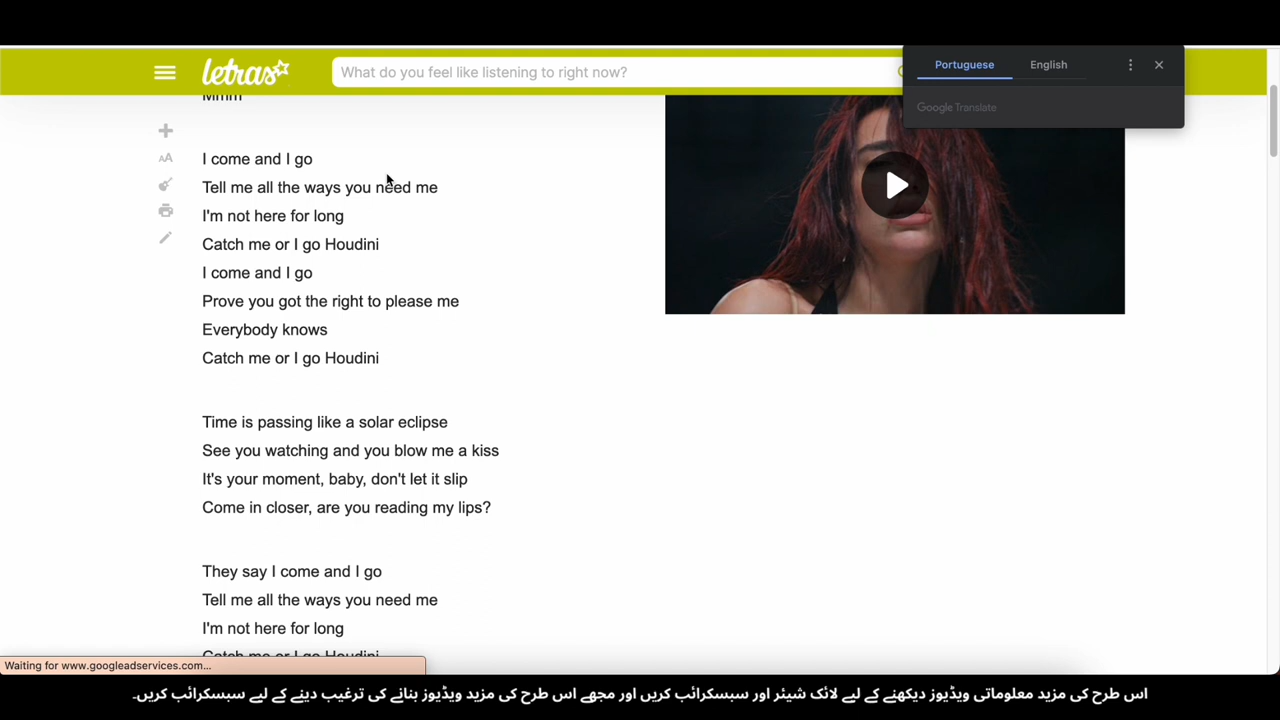 letras
What do you feel like listening to right now?
Portuguese
English
Google Translate
Mmm
AA
I come and I go
Tell me all the ways you need me
I'm not here for long
Catch me or I go Houdini
I come and I go
Prove you got the right to please me
Everybody knows
Catch me or I go Houdini
Time is passing like a solar eclipse
See you watching and you blow me a kiss
It's your moment, baby, don't let it slip
Come in closer, are you reading my lips?
They say I come and I go
Tell me all the ways you need me
I'm not here for long
Catch me or I go Houdini
Waiting for www.googleadservices.com...
اس طرح کی مزید معلوماتی ویڈیوز دیکھنے کے لیے لائک شیئر اور سبسکرائب کریں اور مجھے اس طرح کی مزید ویڈیوز بنانے کی ترغیب دینے کے لیے سبسکرائب کریں۔